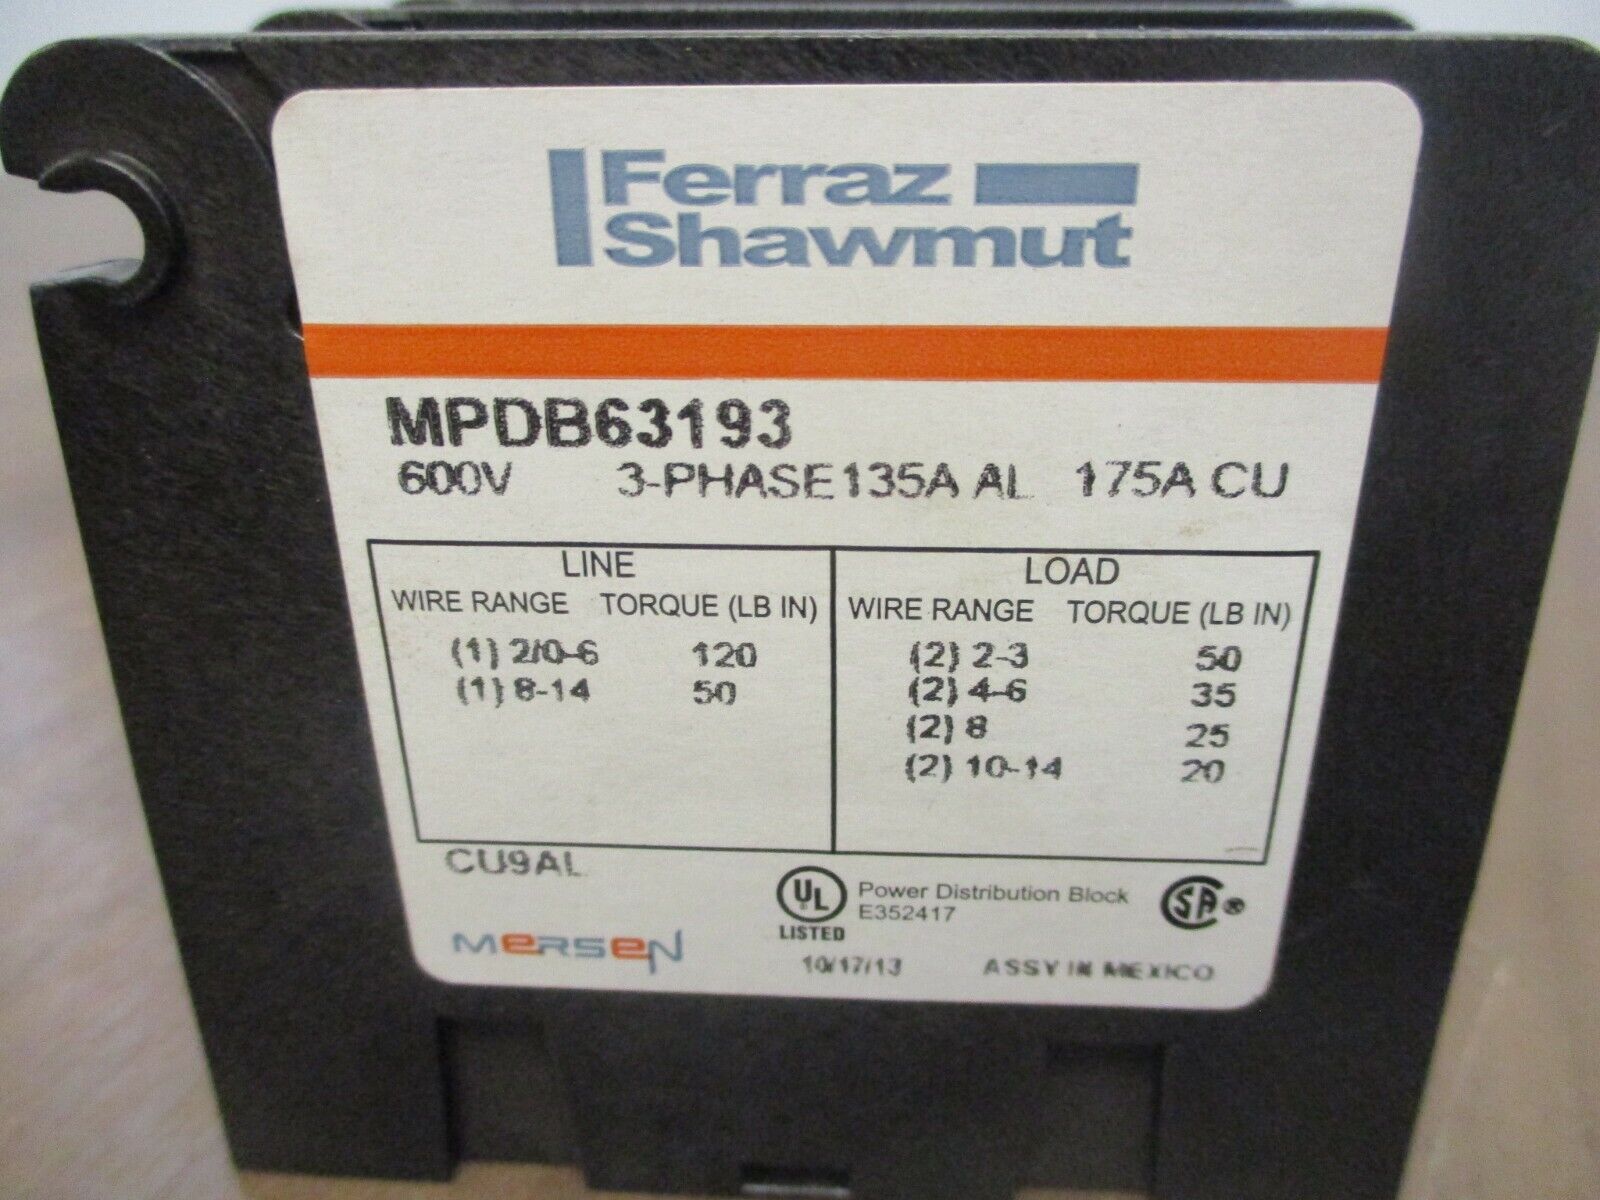 Ferraz
Shawmut
MPDB63193
600V 3-PHASE 135A AL 175A CU
LINE LOAD
WIRE RANGE TORQUE (LB IN) WIRE RANGE TORQUE (LB IN)
(1) 2/0-6 120 (2) 2-3 50
(1) 8-14 50 (2) 4-6 35
(2) 8 25
(2) 10-14 20
CU9AL
UL Power Distribution Block SA®
E352417
LISTED
MERSEN
10/17/13 ASSY IN MEXICO